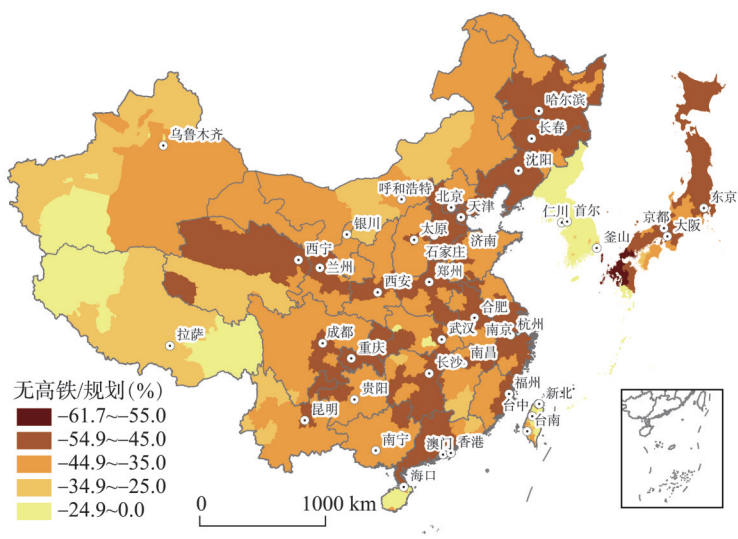 哈尔滨
长春
乌鲁木齐
沈阳
呼和浩特
北京
天津
仁川 首尔
东京
京都
大阪
银川
太原
济南
釜山
西宁
石家庄
兰州
郑州
西安
合肥
拉萨
成都
武汉
南京
杭州
重庆
长沙
南昌
贵阳
福州
新北
台中
昆明
台南
南宁
澳门
香港
海口
无高铁/规划(%)
−61.7~−55.0
−54.9~−45.0
−44.9~−35.0
−34.9~−25.0
−24.9~0.0
0 1000 km